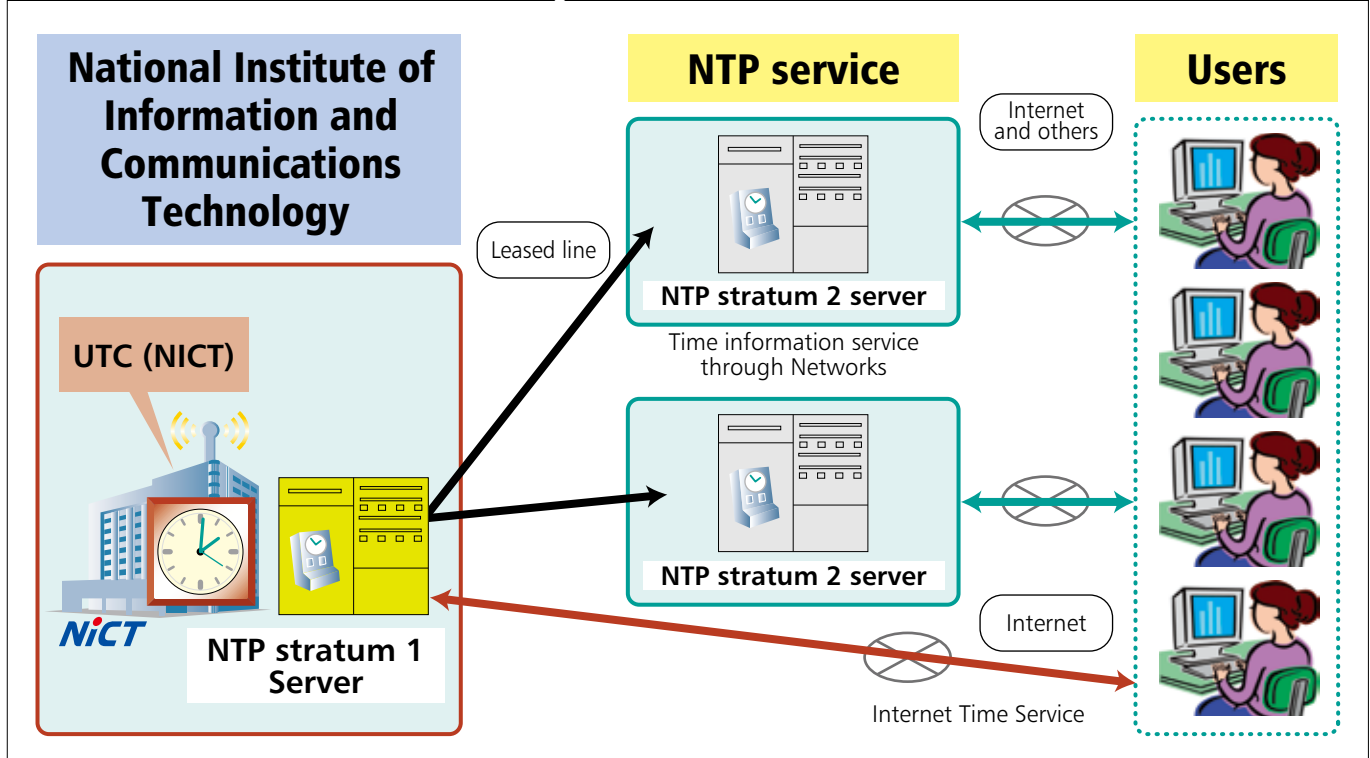 National Institute of
Information and
Communications
Technology
NTP service
Users
Internet
and others
Leased line
NTP stratum 2 server
Time information service
through Networks
UTC (NICT)
NTP stratum 2 server
NICT
NTP stratum 1
Server
Internet
Internet Time Service